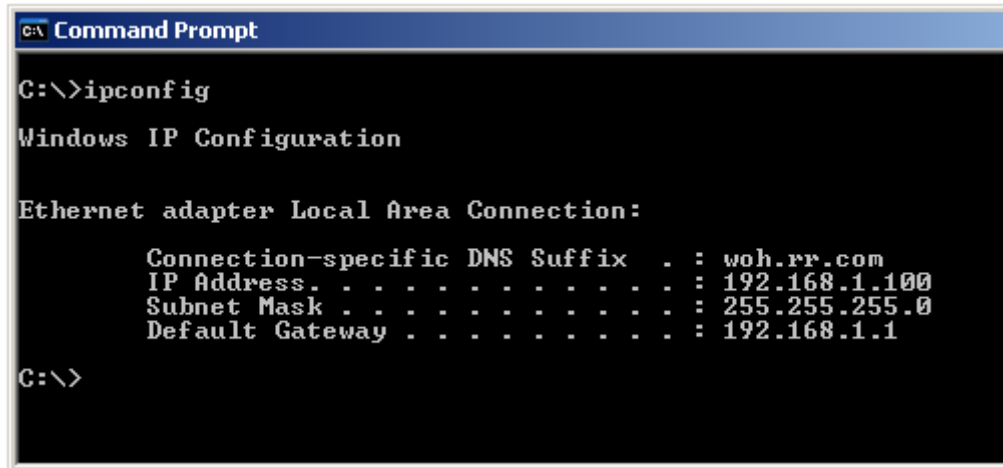 C:\ Command Prompt
C:\>ipconfig
Windows IP Configuration
Ethernet adapter Local Area Connection:
Connection-specific DNS Suffix . : woh.rr.com
IP Address. . . . . . . . . . . . : 192.168.1.100
Subnet Mask . . . . . . . . . . . : 255.255.255.0
Default Gateway . . . . . . . . . : 192.168.1.1
C:\>